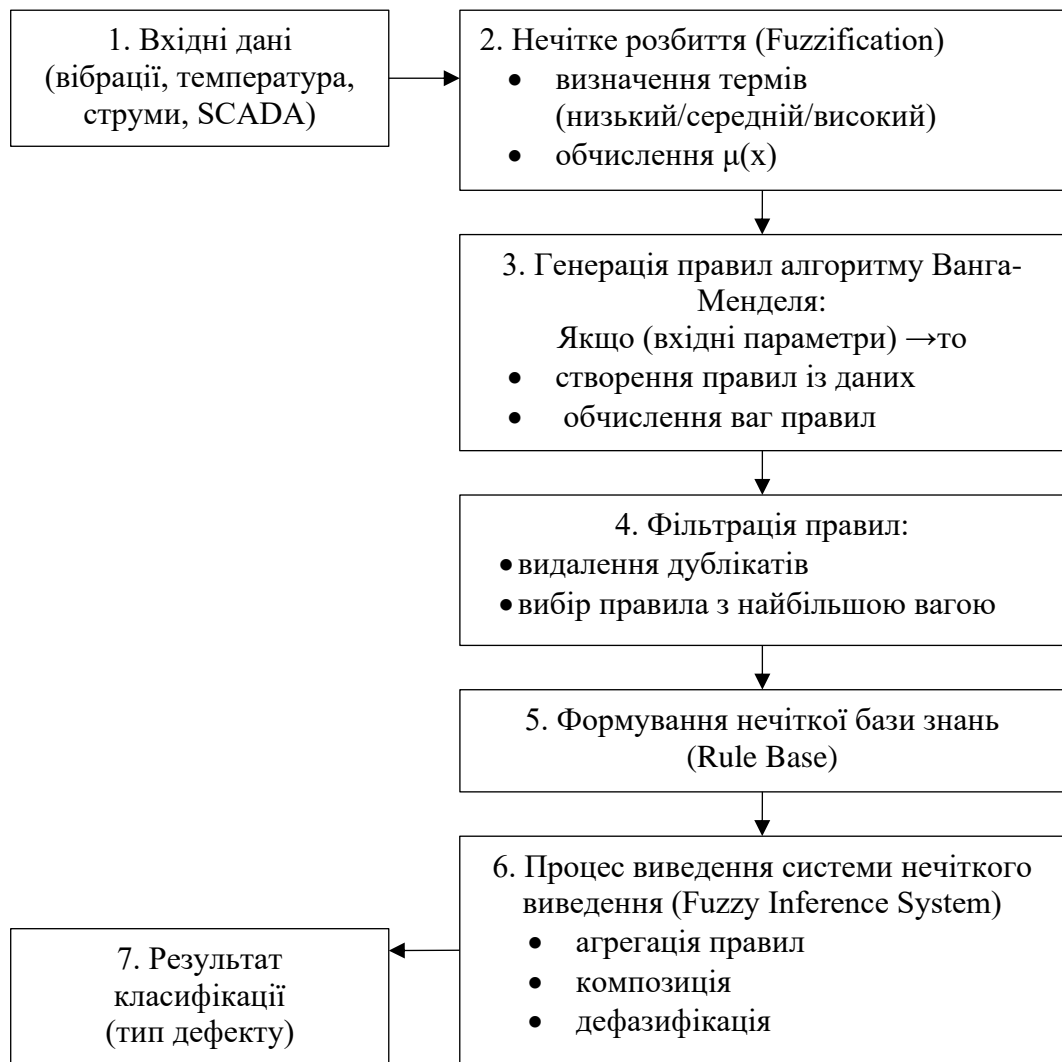 1. Вхідні дані
(вібрації, температура,
струми, SCADA)
2. Нечітке розбиття (Fuzzification)
• визначення термів
(низький/середній/високий)
• обчислення μ(x)
3. Генерація правил алгоритму Ванга-
Менделя:
Якщо (вхідні параметри) →то
• створення правил із даних
• обчислення ваг правил
4. Фільтрація правил:
• видалення дублікатів
• вибір правила з найбільшою вагою
5. Формування нечіткої бази знань
(Rule Base)
6. Процес виведення системи нечіткого
виведення (Fuzzy Inference System)
• агрегація правил
• композиція
• дефазифікація
7. Результат
класифікації
(тип дефекту)